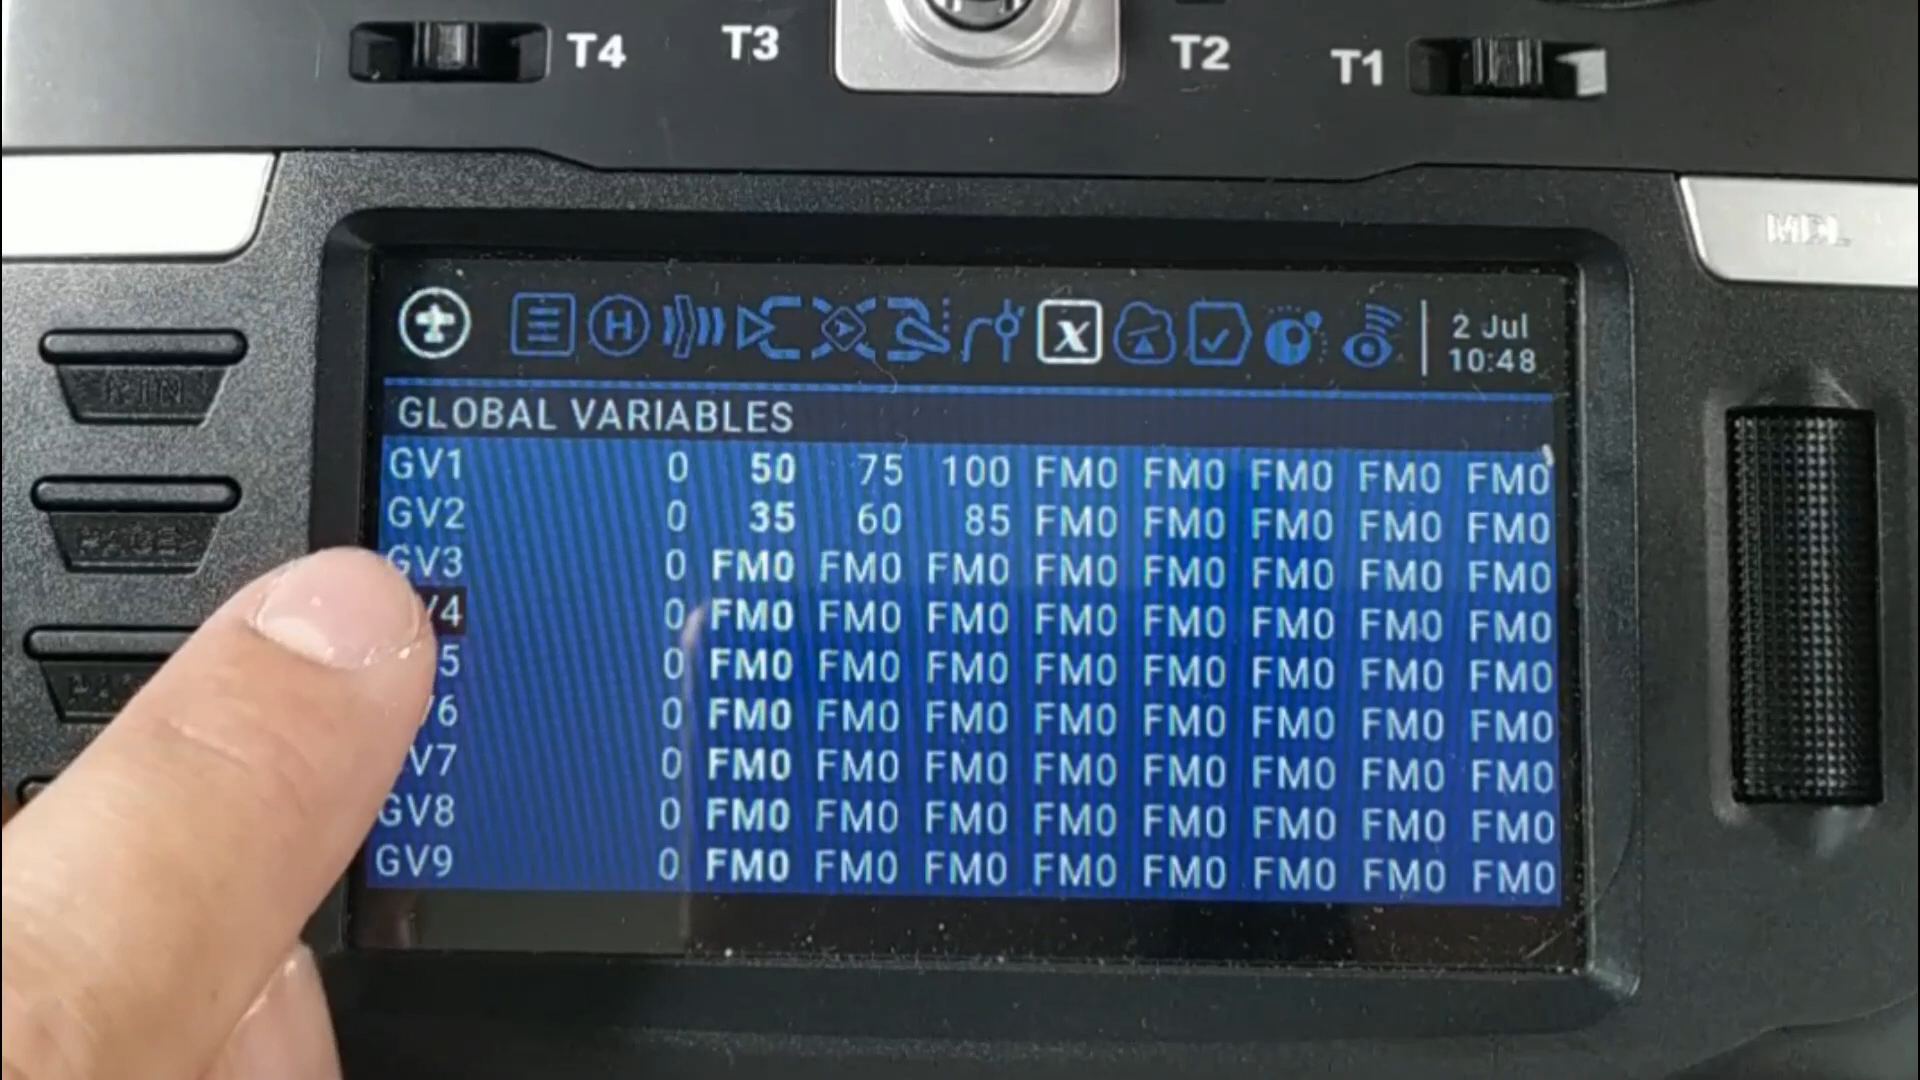 T4 T3 T2 T1
MDL
2 Jul
10:48
GLOBAL VARIABLES
GV1 0 50 75 100 FM0 FM0 FM0 FM0 FM0
GV2 0 35 60 85 FM0 FM0 FM0 FM0 FM0
GV3 0 FM0 FM0 FM0 FM0 FM0 FM0 FM0 FM0
V4 0 FM0 FM0 FM0 FM0 FM0 FM0 FM0 FM0
5 0 FM0 FM0 FM0 FM0 FM0 FM0 FM0 FM0
V6 0 FM0 FM0 FM0 FM0 FM0 FM0 FM0 FM0
V7 0 FM0 FM0 FM0 FM0 FM0 FM0 FM0 FM0
GV8 0 FM0 FM0 FM0 FM0 FM0 FM0 FM0 FM0
GV9 0 FM0 FM0 FM0 FM0 FM0 FM0 FM0 FM0